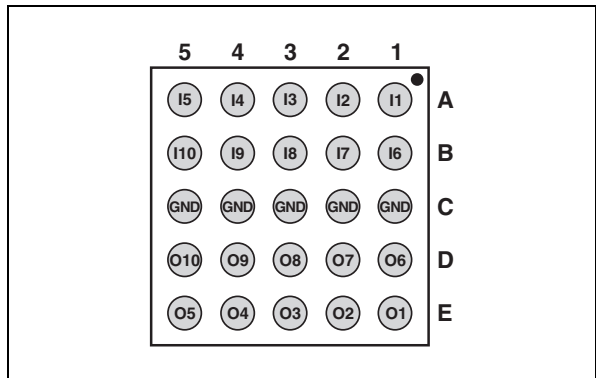 5 4 3 2 1
I5 I4 I3 I2 I1 A
I10 I9 I8 I7 I6 B
GND GND GND GND GND C
O10 O9 O8 O7 O6 D
O5 O4 O3 O2 O1 E